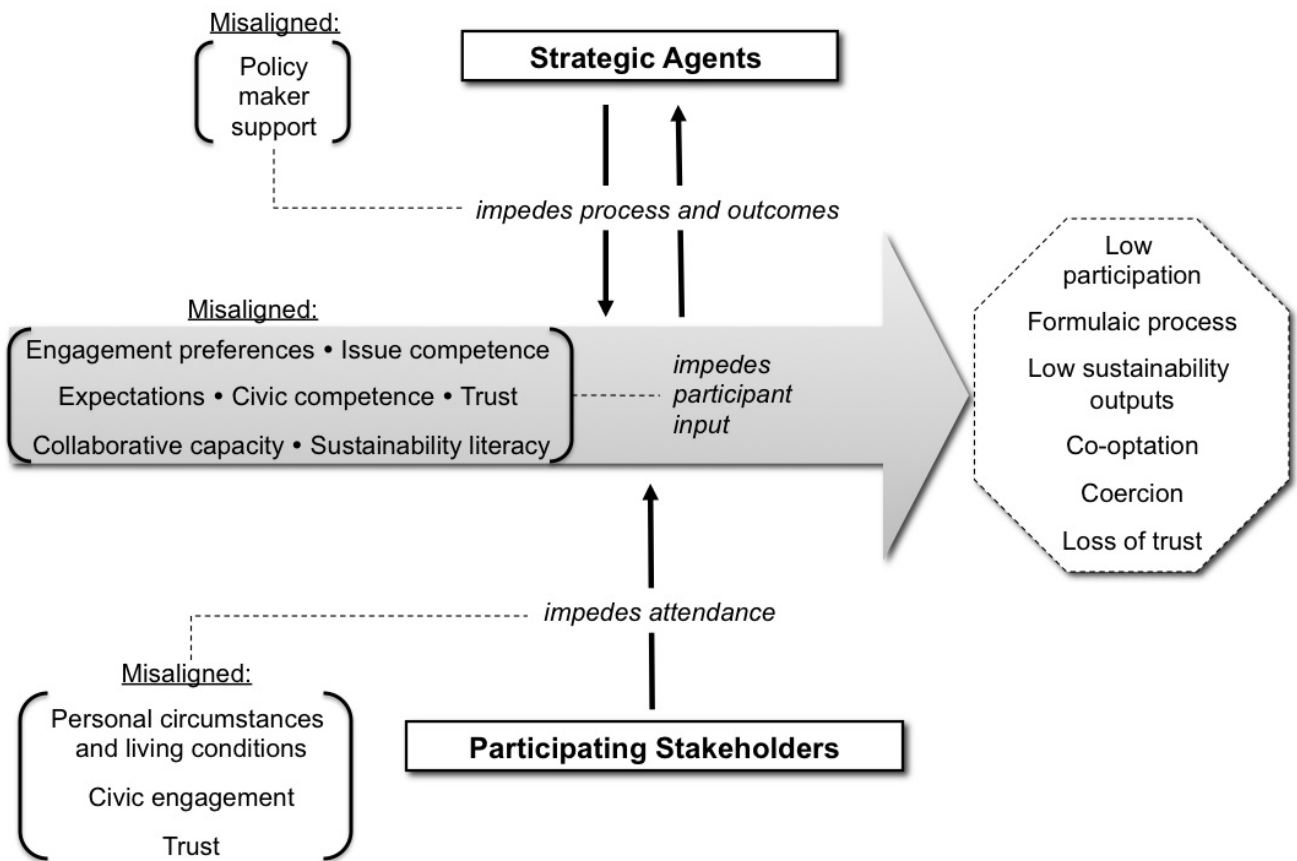 Misaligned:
Policy
maker
support
Strategic Agents
impedes process and outcomes
Misaligned:
Engagement preferences • Issue competence
Expectations • Civic competence • Trust
Collaborative capacity • Sustainability literacy
impedes
participant
input
Low
participation
Formulaic process
Low sustainability
outputs
Co-optation
Coercion
Loss of trust
impedes attendance
Misaligned:
Personal circumstances
and living conditions
Civic engagement
Trust
Participating Stakeholders